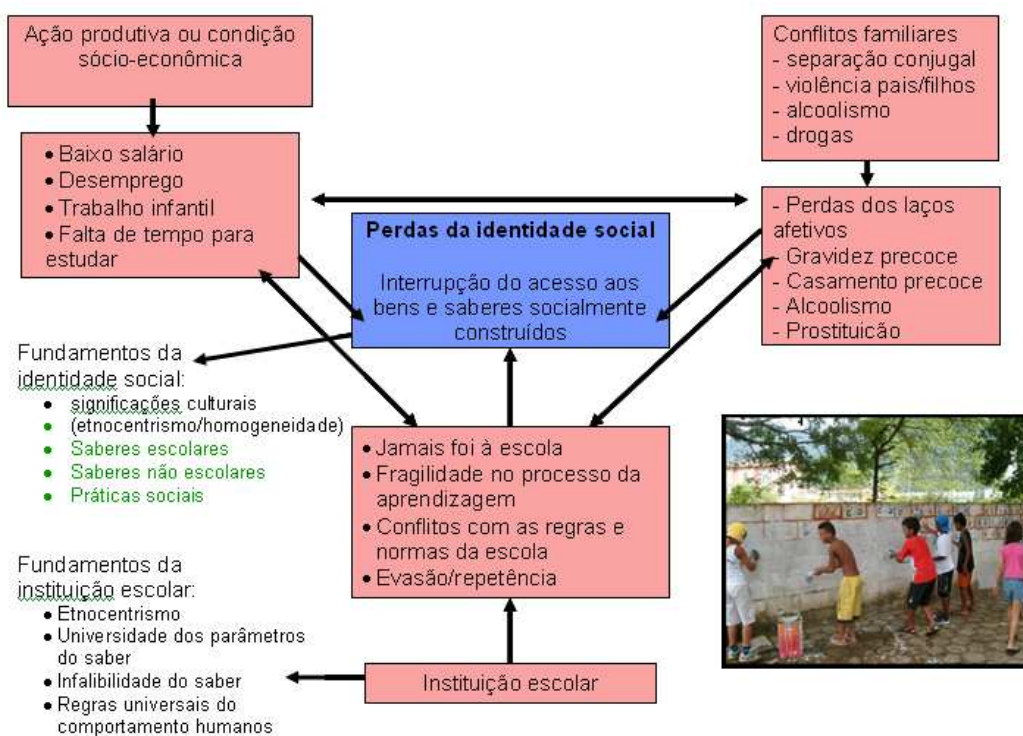 Ação produtiva ou condição
sócio-econômica
Conflitos familiares
- separação conjugal
- violência pais/filhos
- alcoolismo
- drogas
• Baixo salário
• Desemprego
• Trabalho infantil
• Falta de tempo para
estudar
Perdas da identidade social
Interrupção do acesso aos
bens e saberes socialmente
construídos
- Perdas dos laços
afetivos
- Gravidez precoce
- Casamento precoce
- Alcoolismo
- Prostituicão
Fundamentos da
identidade social:
• significações culturais
• (etnocentrismo/homogeneidade)
• Saberes escolares
• Saberes não escolares
• Práticas sociais
• Jamais foi à escola
• Fragilidade no processo da
aprendizagem
• Conflitos com as regras e
normas da escola
• Evasão/repetência
Fundamentos da
instituição escolar:
• Etnocentrismo
• Universidade dos parâmetros
do saber
• Infalibilidade do saber
• Regras universais do
comportamento humanos
Instituição escolar